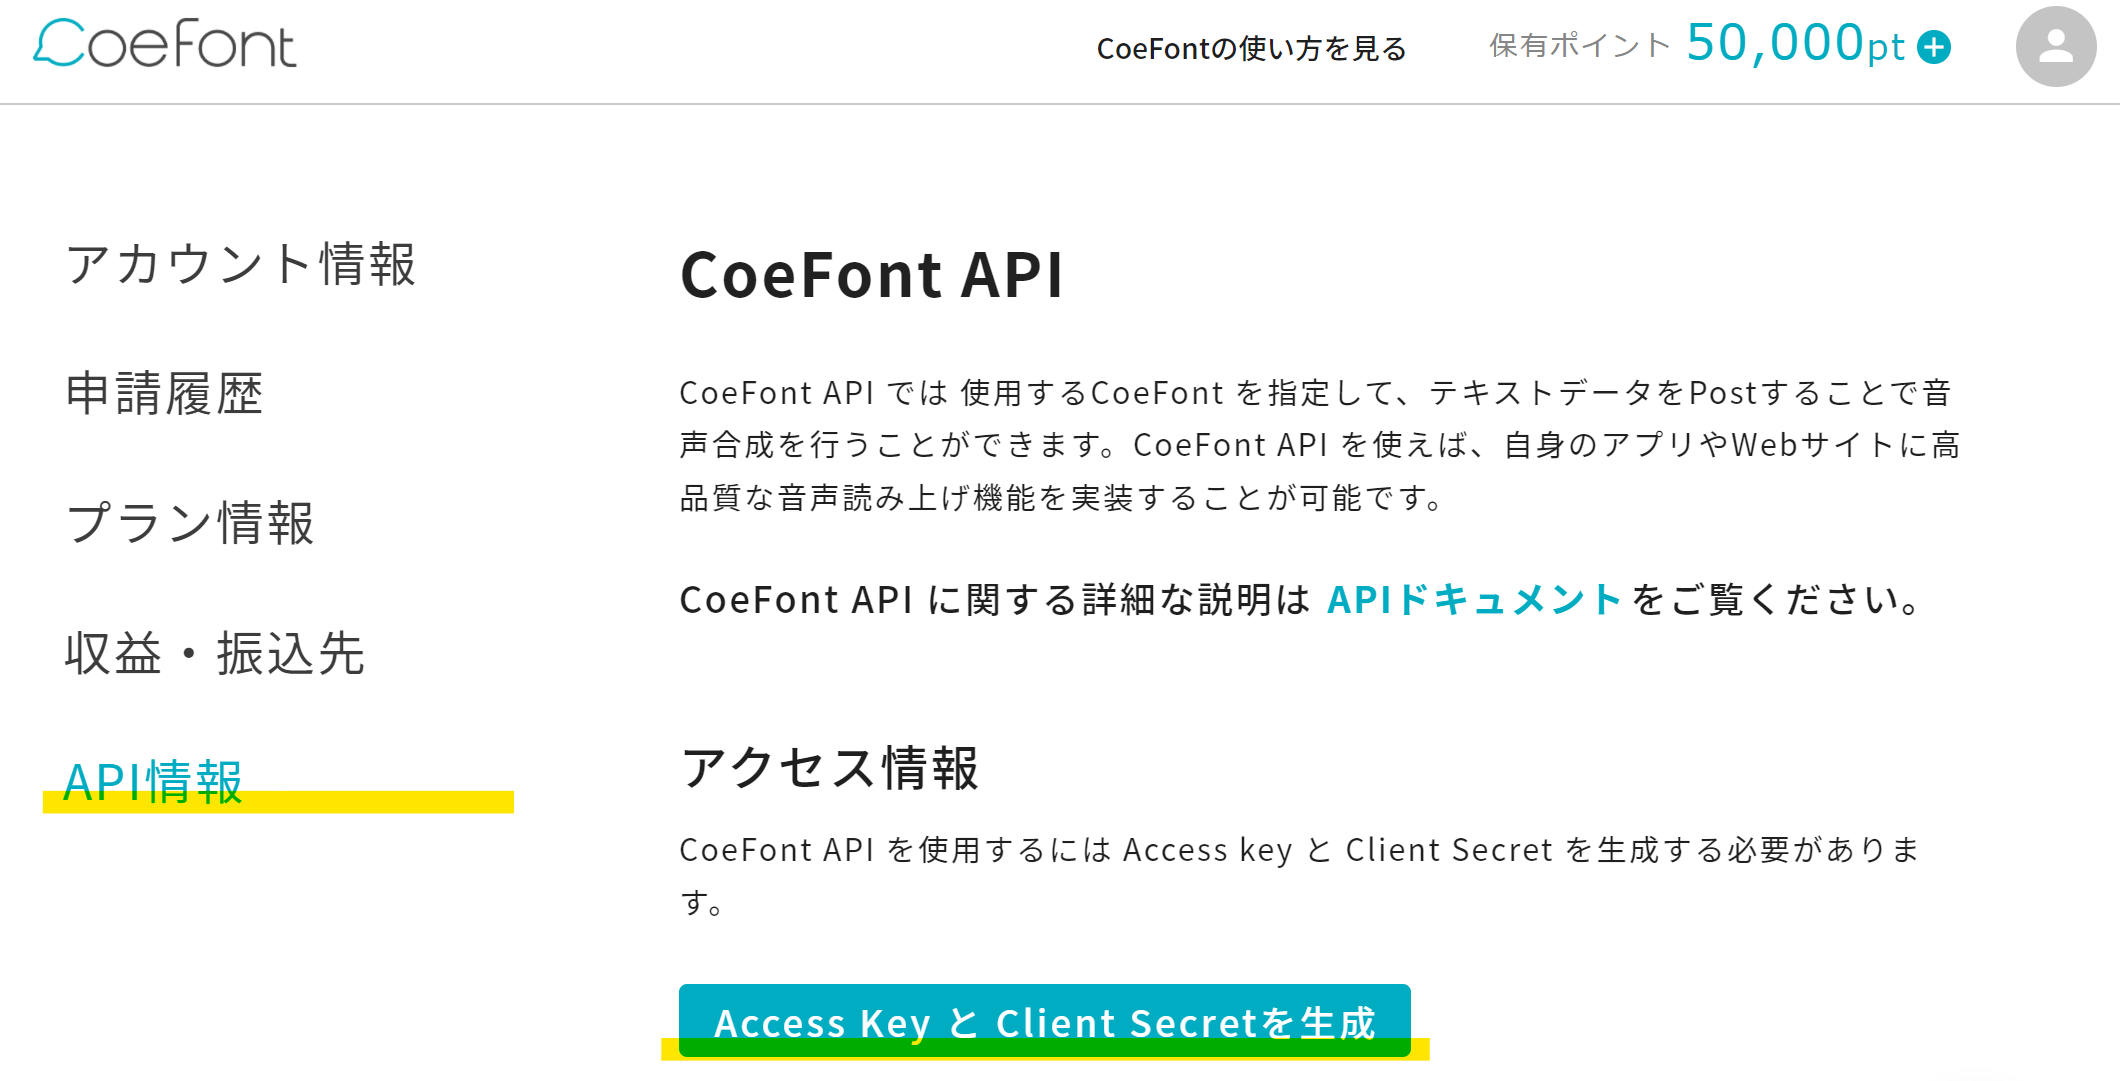 CoeFont
CoeFontの使い方を見る
保有ポイント 50,000pt
アカウント情報
申請履歴
プラン情報
収益・振込先
API情報
CoeFont API
CoeFont API では 使用するCoeFont を指定して、テキストデータをPostすることで音
声合成を行うことができます。CoeFont API を使えば、自身のアプリやWebサイトに高
品質な音声読み上げ機能を実装することが可能です。
CoeFont API に関する詳細な説明は APIドキュメントをご覧ください。
アクセス情報
CoeFont API を使用するには Access key と Client Secret を生成する必要がありま
す。
Access Key と Client Secretを生成